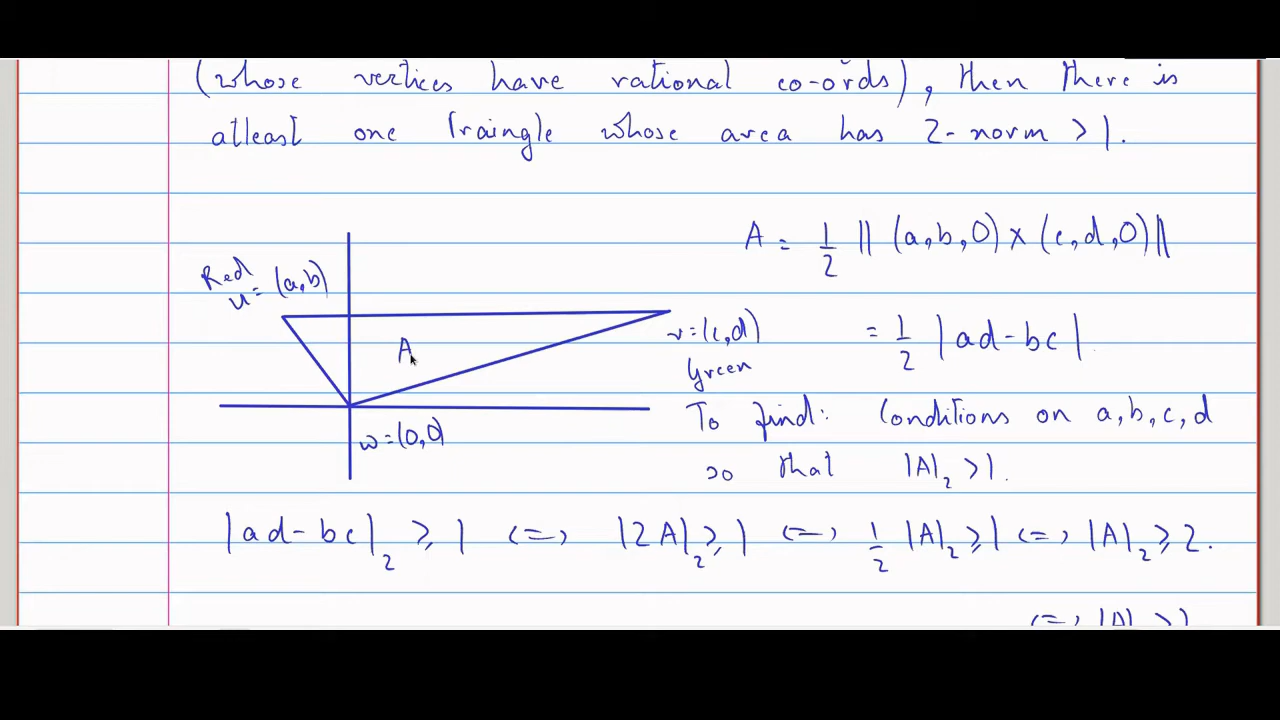 (whose vertices have rational co-ords), then there is
atleast one Traingle whose area has 2-norm > 1.
A = 1/2 || (a,b,0) × (c,d,0) ||
Red
u = (a,b)
v = (c,d)
Green
= 1/2 |ad-bc|
A
w = (0,0)
To find: Conditions on a,b,c,d
so that |A|₂ > 1.
|ad-bc|₂ ≥ 1 <=> |2A|₂ ≥ 1 <=> 1/2 |A|₂ ≥ 1 <=> |A|₂ ≥ 2.
<=> |A| > 1